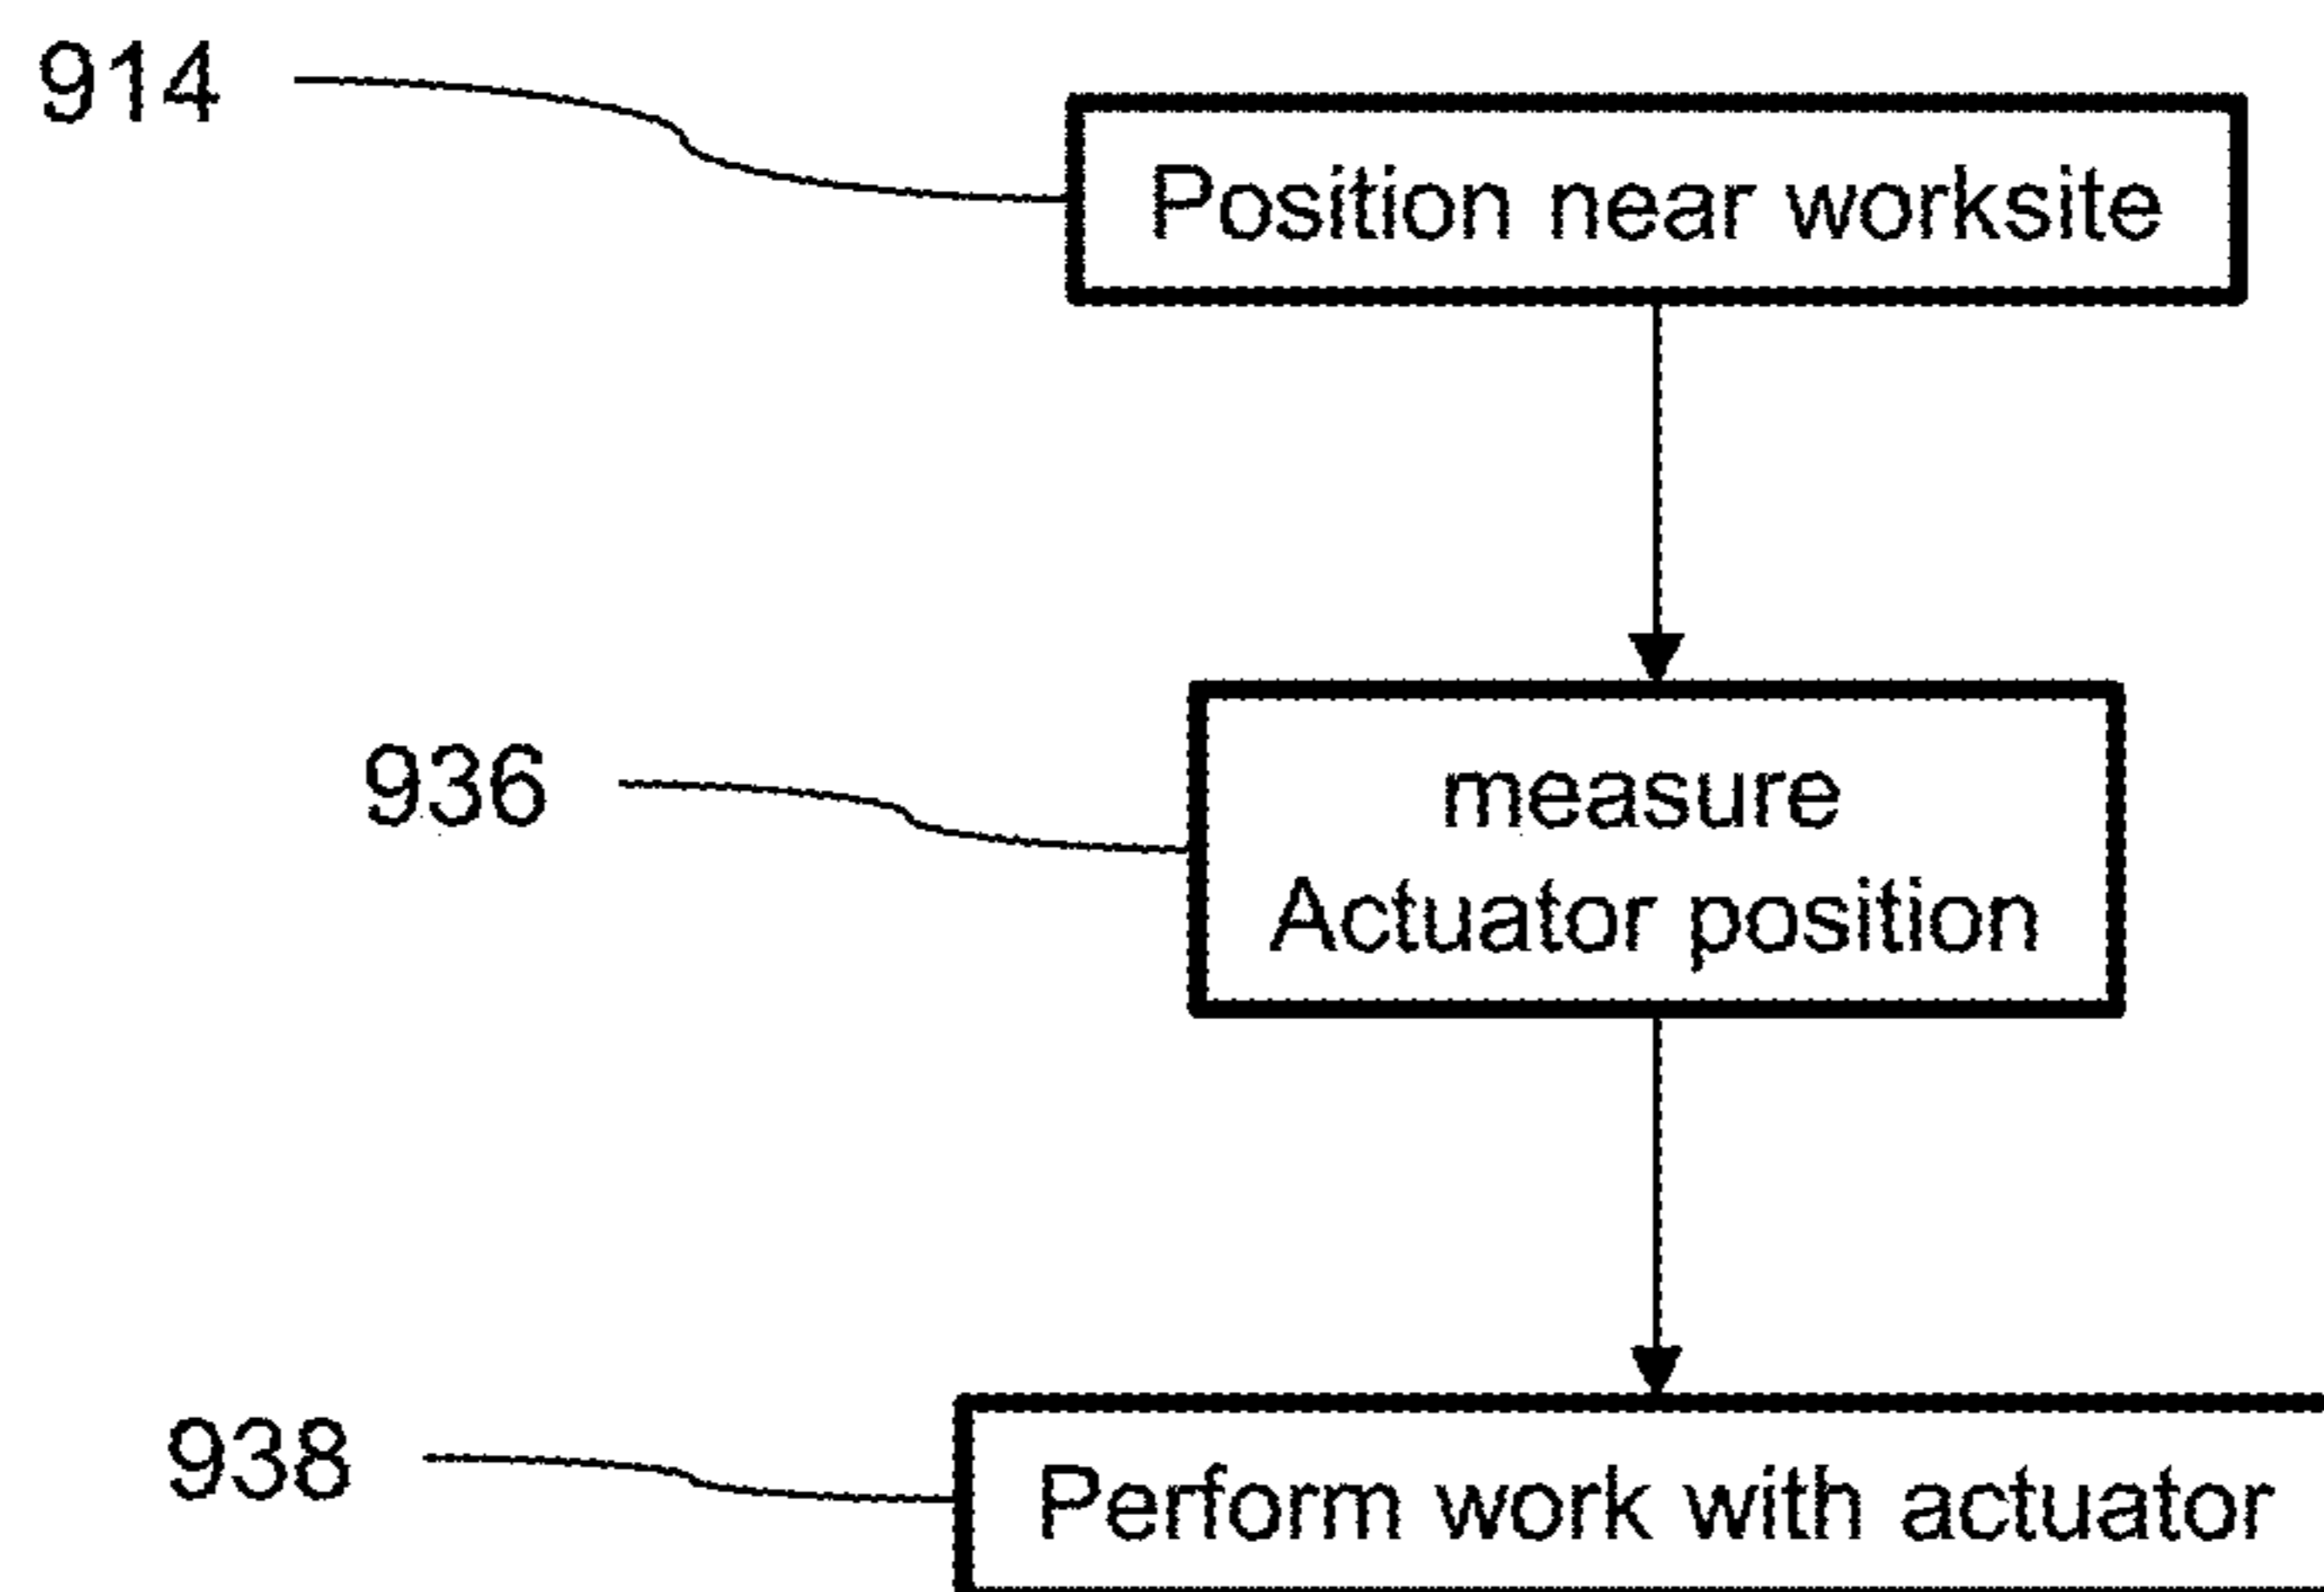 914
Position near worksite
936
measure
Actuator position
938
Perform work with actuator